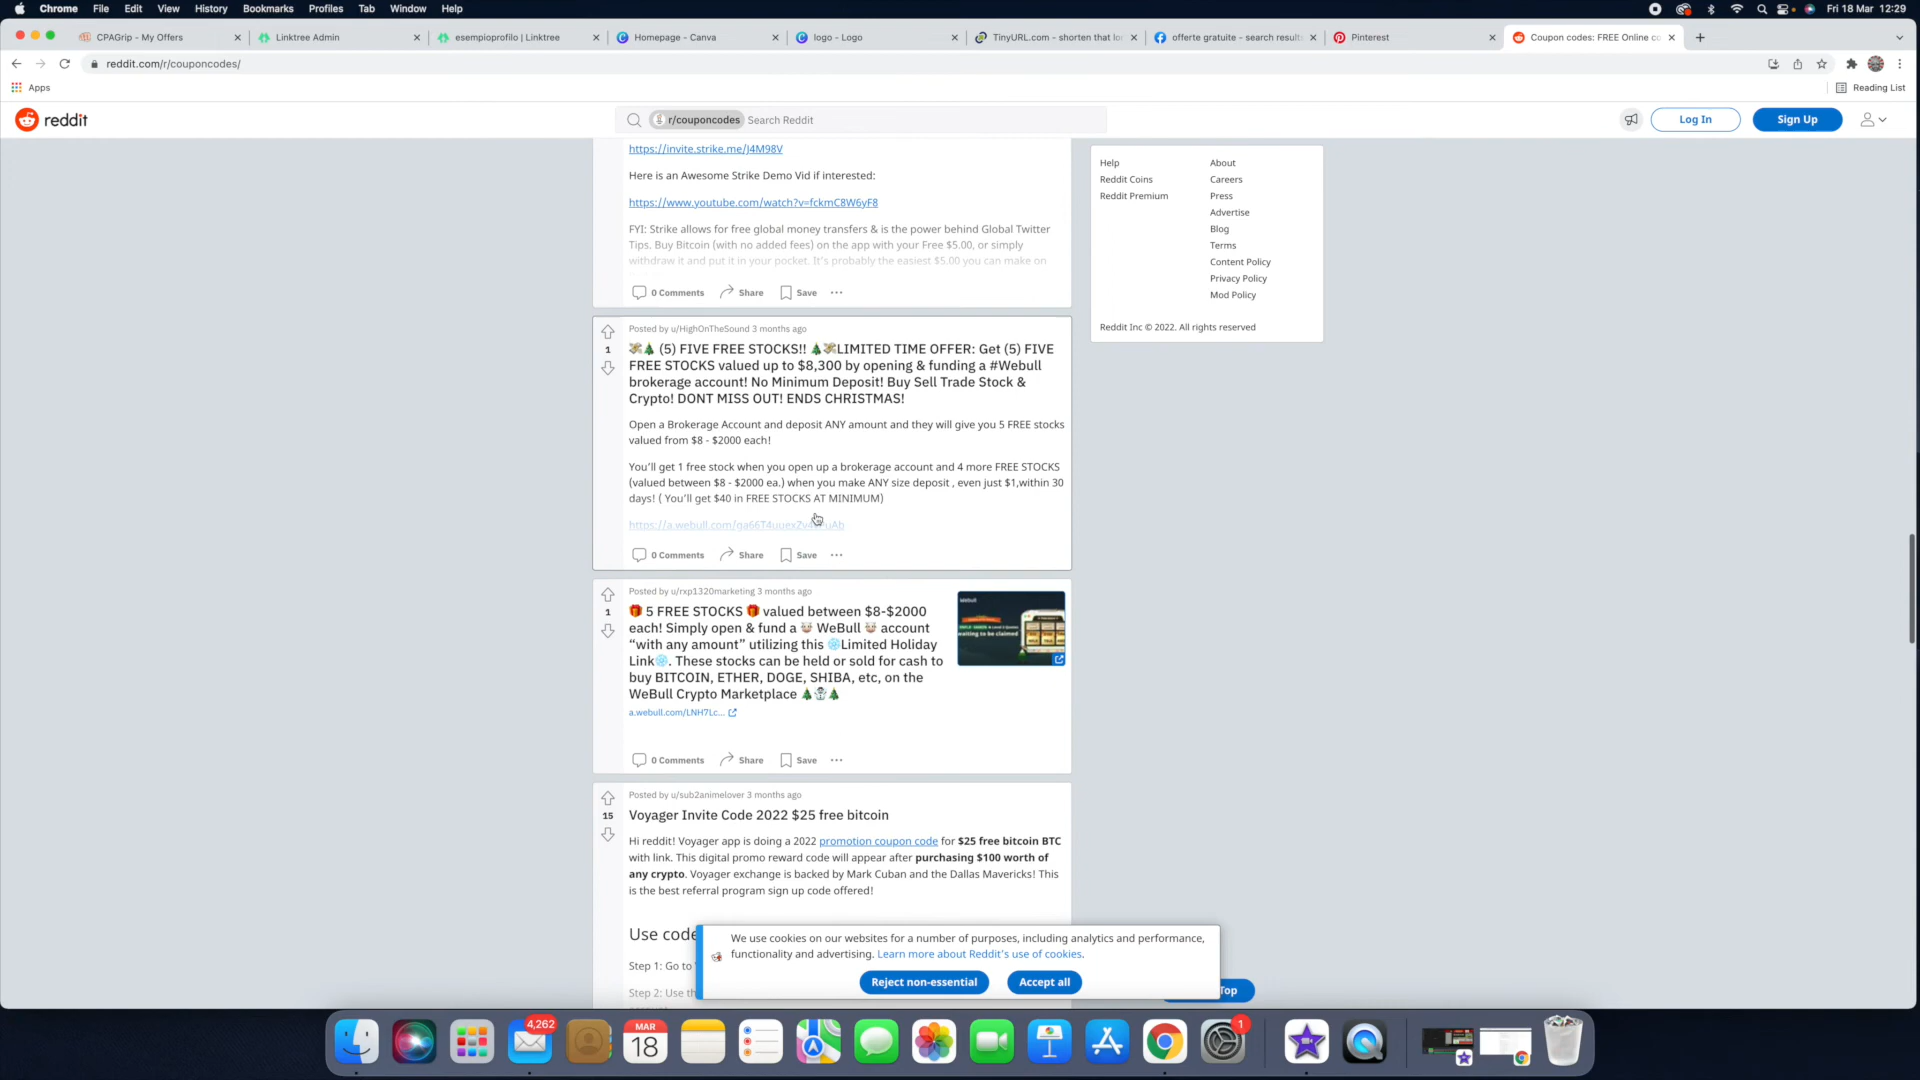 Chrome File Edit View History Bookmarks Profiles Tab Window Help
Fri 18 Mar 12:29
CPAGrip - My Offers
Linktree Admin
esempioprofilo | Linktree
Homepage - Canva
logo - Logo
TinyURL.com - shorten that lo
offerte gratuite - search results
Pinterest
Coupon codes: FREE Online co
reddit.com/r/couponcodes/
Apps
Reading List
reddit
r/couponcodes Search Reddit
Log In
Sign Up
https://invite.strike.me/J4M98V
Here is an Awesome Strike Demo Vid if interested:
https://www.youtube.com/watch?v=fckmC8W6yF8
FYI: Strike allows for free global money transfers & is the power behind Global Twitter
Tips. Buy Bitcoin (with no added fees) on the app with your Free $5.00, or simply
withdraw it and put it in your pocket. It's probably the easiest $5.00 you can make on
0 Comments Share Save
Help
Reddit Coins
Reddit Premium
About
Careers
Press
Advertise
Blog
Terms
Content Policy
Privacy Policy
Mod Policy
Reddit Inc © 2022. All rights reserved
Posted by u/HighOnTheSound 3 months ago
1
💸🎄 (5) FIVE FREE STOCKS!! 🎄💸LIMITED TIME OFFER: Get (5) FIVE
FREE STOCKS valued up to $8,300 by opening & funding a #Webull
brokerage account! No Minimum Deposit! Buy Sell Trade Stock &
Crypto! DONT MISS OUT! ENDS CHRISTMAS!
Open a Brokerage Account and deposit ANY amount and they will give you 5 FREE stocks
valued from $8 - $2000 each!
You'll get 1 free stock when you open up a brokerage account and 4 more FREE STOCKS
(valued between $8 - $2000 ea.) when you make ANY size deposit , even just $1,within 30
days! ( You'll get $40 in FREE STOCKS AT MINIMUM)
0 Comments Share Save
Posted by u/rxp1320marketing 3 months ago
1
🎁 5 FREE STOCKS 🎁 valued between $8-$2000
each! Simply open & fund a 🐮 WeBull 🐮 account
“with any amount” utilizing this ❄️Limited Holiday
Link❄️. These stocks can be held or sold for cash to
buy BITCOIN, ETHER, DOGE, SHIBA, etc, on the
WeBull Crypto Marketplace 🎄⛄🎄
a.webull.com/LNH7Lc...
0 Comments Share Save
Posted by u/sub2animelover 3 months ago
15
Voyager Invite Code 2022 $25 free bitcoin
Hi reddit! Voyager app is doing a 2022 promotion coupon code for $25 free bitcoin BTC
with link. This digital promo reward code will appear after purchasing $100 worth of
any crypto. Voyager exchange is backed by Mark Cuban and the Dallas Mavericks! This
is the best referral program sign up code offered!
Use code
Step 1: Go to
Step 2: Use th
We use cookies on our websites for a number of purposes, including analytics and performance,
functionality and advertising. Learn more about Reddit's use of cookies.
Reject non-essential
Accept all
Top
4,262
MAR
18
1